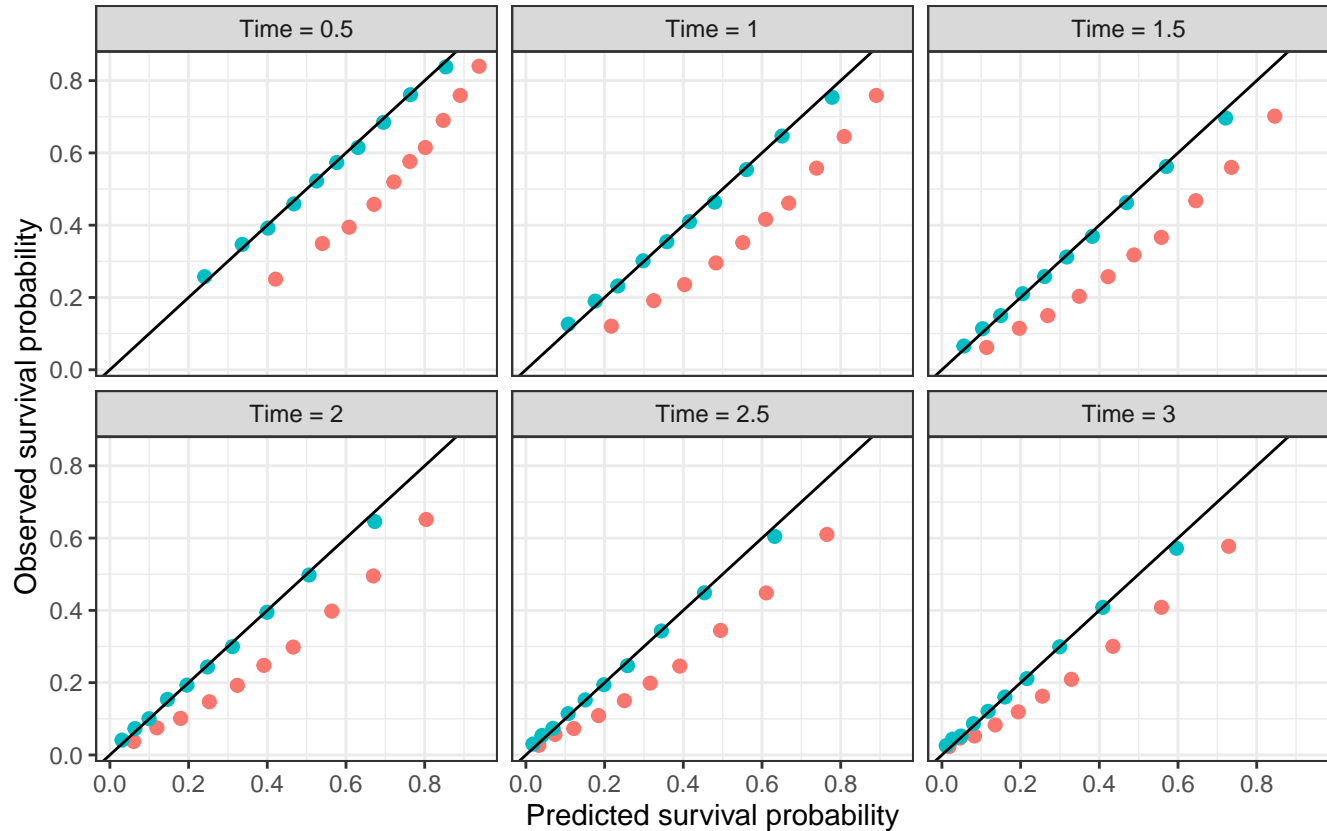 Time = 0.5
Time = 1
Time = 1.5
0.8
0.6
0.4
0.2
0.0
Time = 2
Time = 2.5
Time = 3
0.8
0.6
0.4
0.2
0.0
0.0 0.2 0.4 0.6 0.8
0.0 0.2 0.4 0.6 0.8
0.0 0.2 0.4 0.6 0.8
Predicted survival probability
Observed survival probability